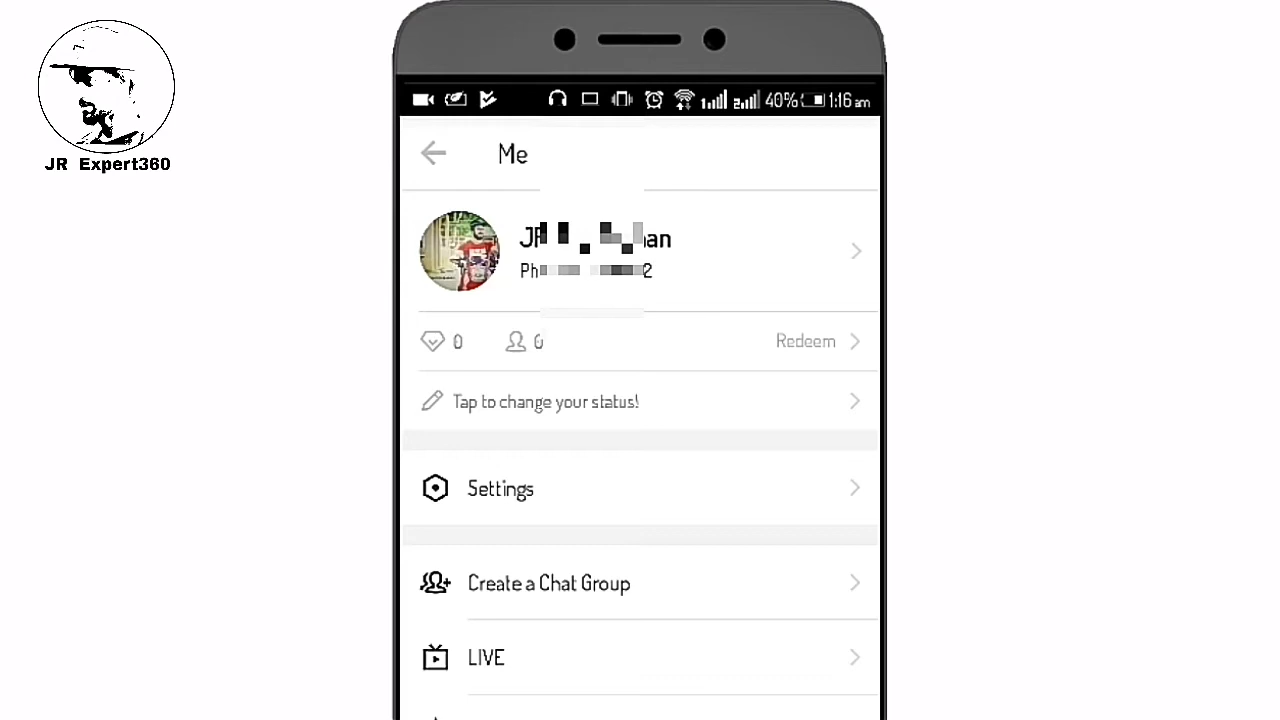 JR Expert360
40% 1:16 am
Me
Redeem
0
Tap to change your status!
Settings
Create a Chat Group
LIVE